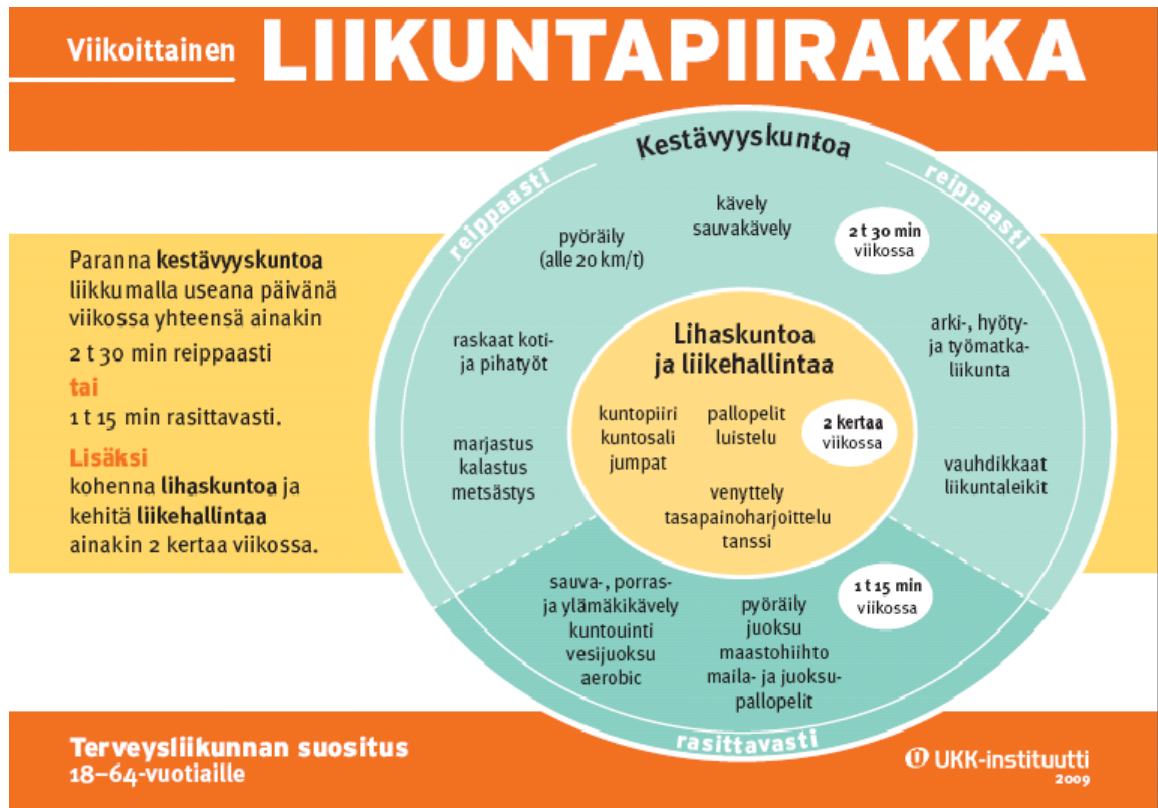 Viikoittainen LIIKUNTAPIIRAKKA
Paranna kestävyyskuntoa
liikkumalla useana päivänä
viikossa yhteensä ainakin
2 t 30 min reippaasti
tai
1 t 15 min rasittavasti.
Lisäksi
kohenna lihaskuntoa ja
kehitä liikehallintaa
ainakin 2 kertaa viikossa.
Kestävyyskuntoa
reippaasti
reippaasti
kävely
sauvakävely
2 t 30 min
viikossa
pyöräily
(alle 20 km/t)
raskaat koti-
ja pihatyöt
arki-, hyöty-
ja työmatka-
liikunta
marjastus
kalastus
metsästys
vauhdikkaat
liikuntaleikit
Lihaskuntoa
ja liikehallintaa
kuntopiiri
kuntosali
jumpat
pallopelit
luistelu
2 kertaa
viikossa
venyttely
tasapainoharjoittelu
tanssi
sauva-, porras-
ja ylämäkikävely
kuntouinti
vesijuoksu
aerobic
pyöräily
juoksu
maastohiihto
maila- ja juoksu-
pallopelit
1 t 15 min
viikossa
rasittavasti
Terveysliikunnan suositus
18–64-vuotiaille
UKK-instituutti
2009